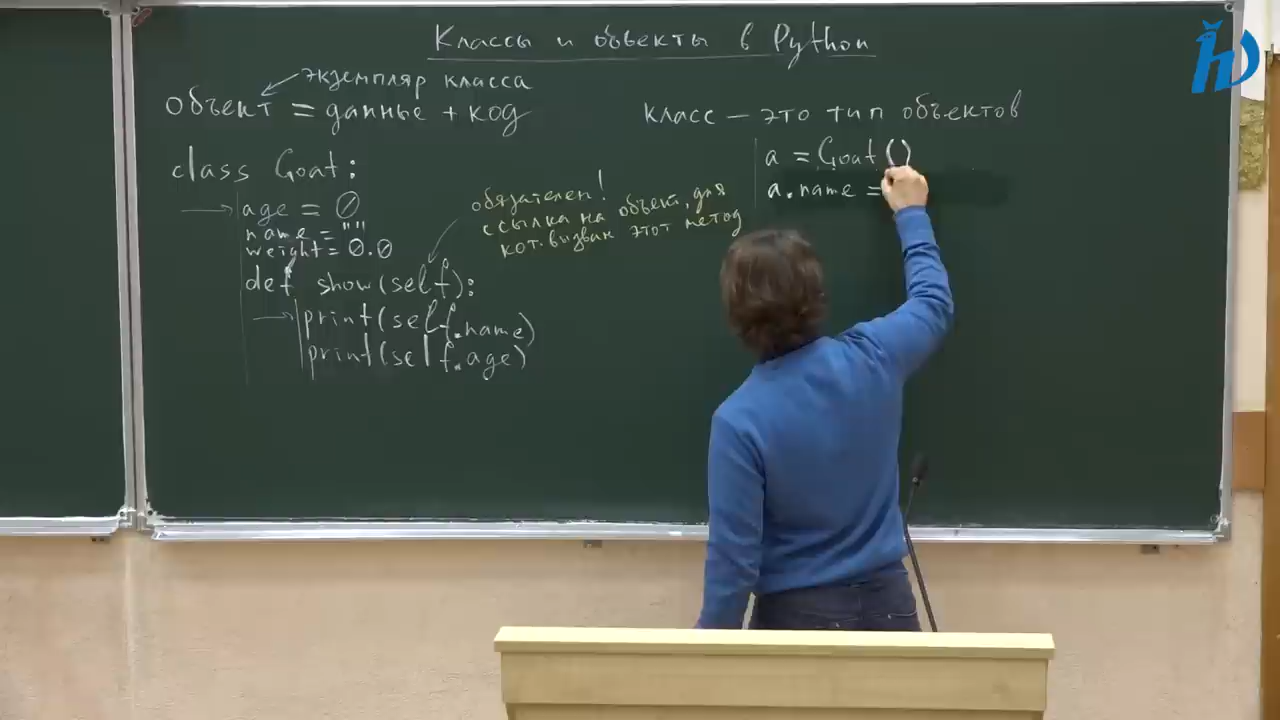 Классы и объекты в Python
экземпляр класса
объект = данные + код
class Goat:
age = 0
name = ""
weight = 0.0
def show(self):
print(self.name)
print(self.age)
обязателен!
ссылка на объект, для
кот. вызван этот метод
класс — это тип объектов
a = Goat()
a.name =